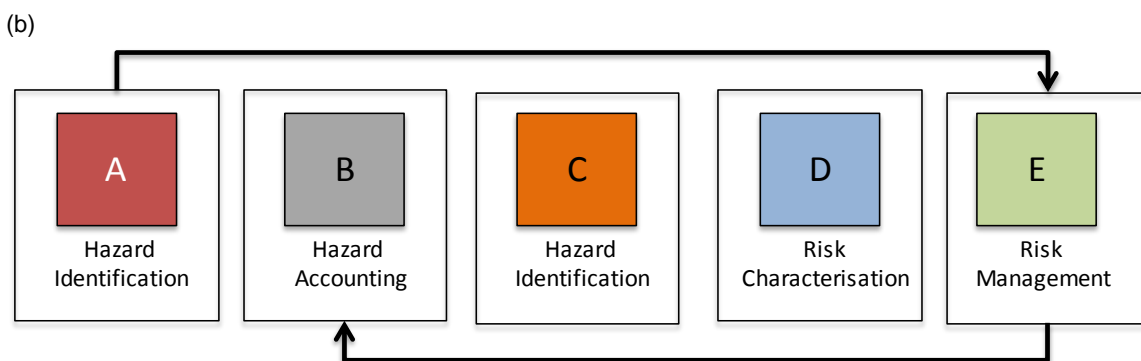 (b)
A
Hazard
Identification
B
Hazard
Accounting
C
Hazard
Identification
D
Risk
Characterisation
E
Risk
Management